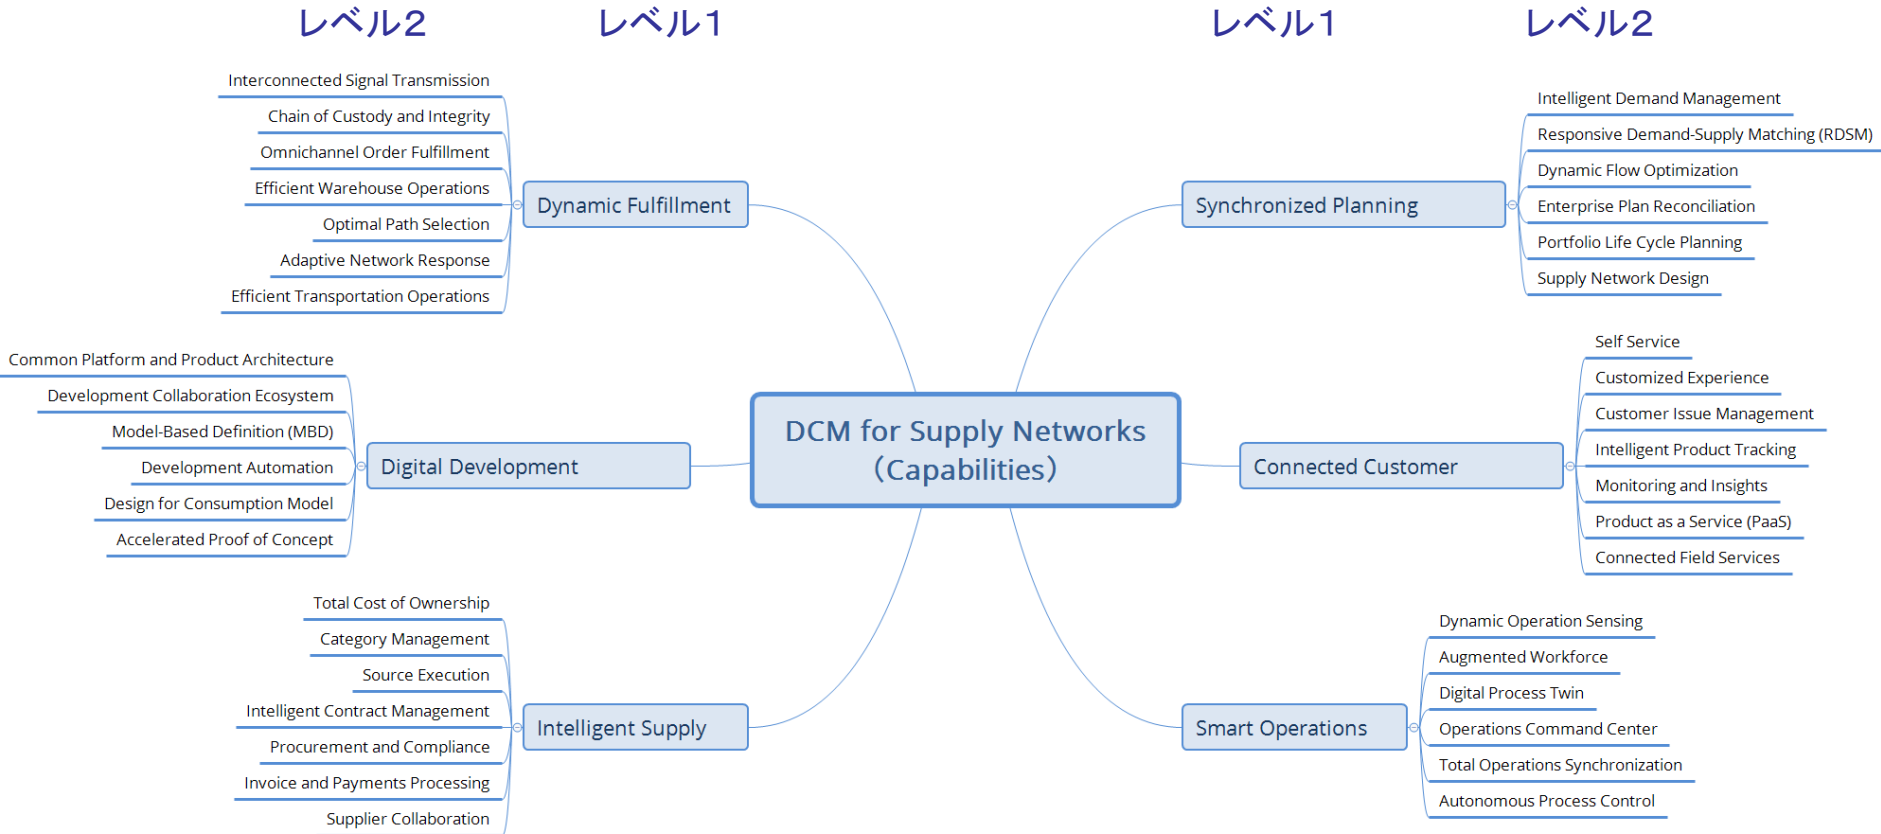 レベル2
レベル1
レベル1
レベル2
Interconnected Signal Transmission
Chain of Custody and Integrity
Omnichannel Order Fulfillment
Efficient Warehouse Operations
Optimal Path Selection
Adaptive Network Response
Efficient Transportation Operations
Dynamic Fulfillment
Common Platform and Product Architecture
Development Collaboration Ecosystem
Model-Based Definition (MBD)
Development Automation
Design for Consumption Model
Accelerated Proof of Concept
Digital Development
Total Cost of Ownership
Category Management
Source Execution
Intelligent Contract Management
Procurement and Compliance
Invoice and Payments Processing
Supplier Collaboration
Intelligent Supply
DCM for Supply Networks
(Capabilities)
Synchronized Planning
Intelligent Demand Management
Responsive Demand-Supply Matching (RDSM)
Dynamic Flow Optimization
Enterprise Plan Reconciliation
Portfolio Life Cycle Planning
Supply Network Design
Connected Customer
Self Service
Customized Experience
Customer Issue Management
Intelligent Product Tracking
Monitoring and Insights
Product as a Service (PaaS)
Connected Field Services
Smart Operations
Dynamic Operation Sensing
Augmented Workforce
Digital Process Twin
Operations Command Center
Total Operations Synchronization
Autonomous Process Control